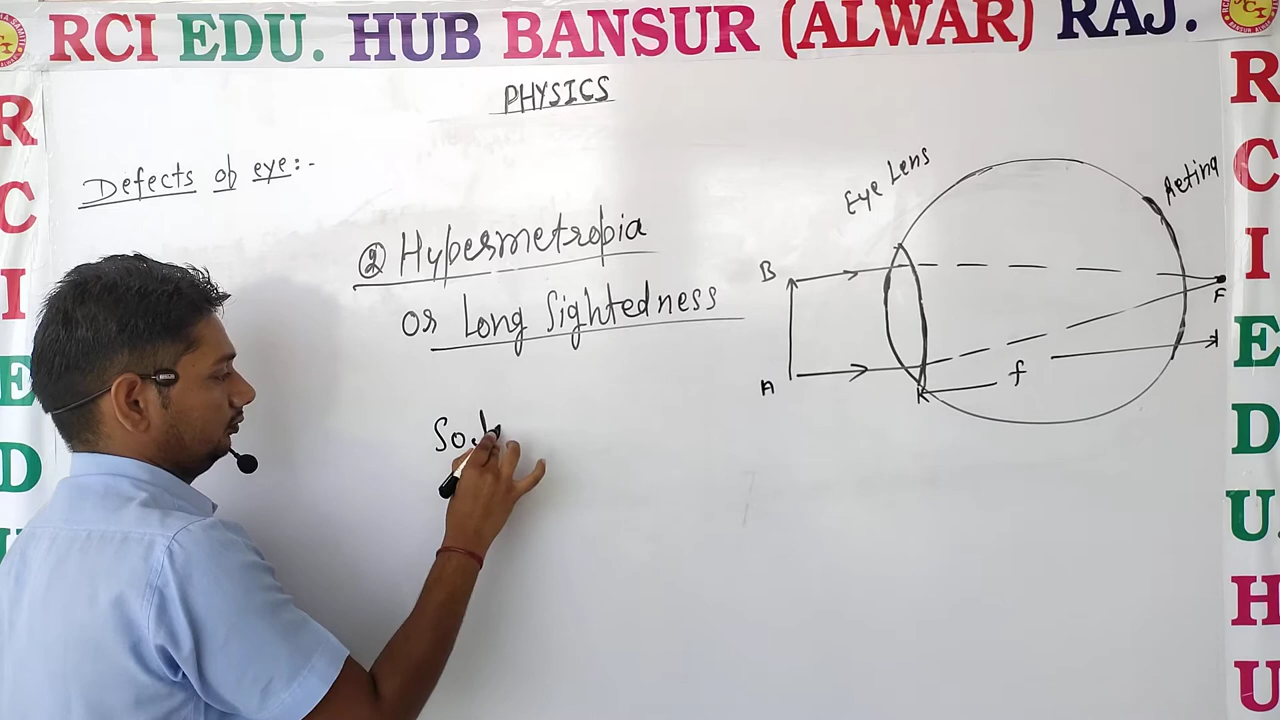 RCI EDU. HUB BANSUR (ALWAR) RAJ.
PHYSICS
Defects of eye:-
② Hypermetropia
or Long Sightedness
Sol
Eye Lens
Retina
B
A
F
K
f
R
C
I
E
D
U
R
C
I
E
D
U.
H
U